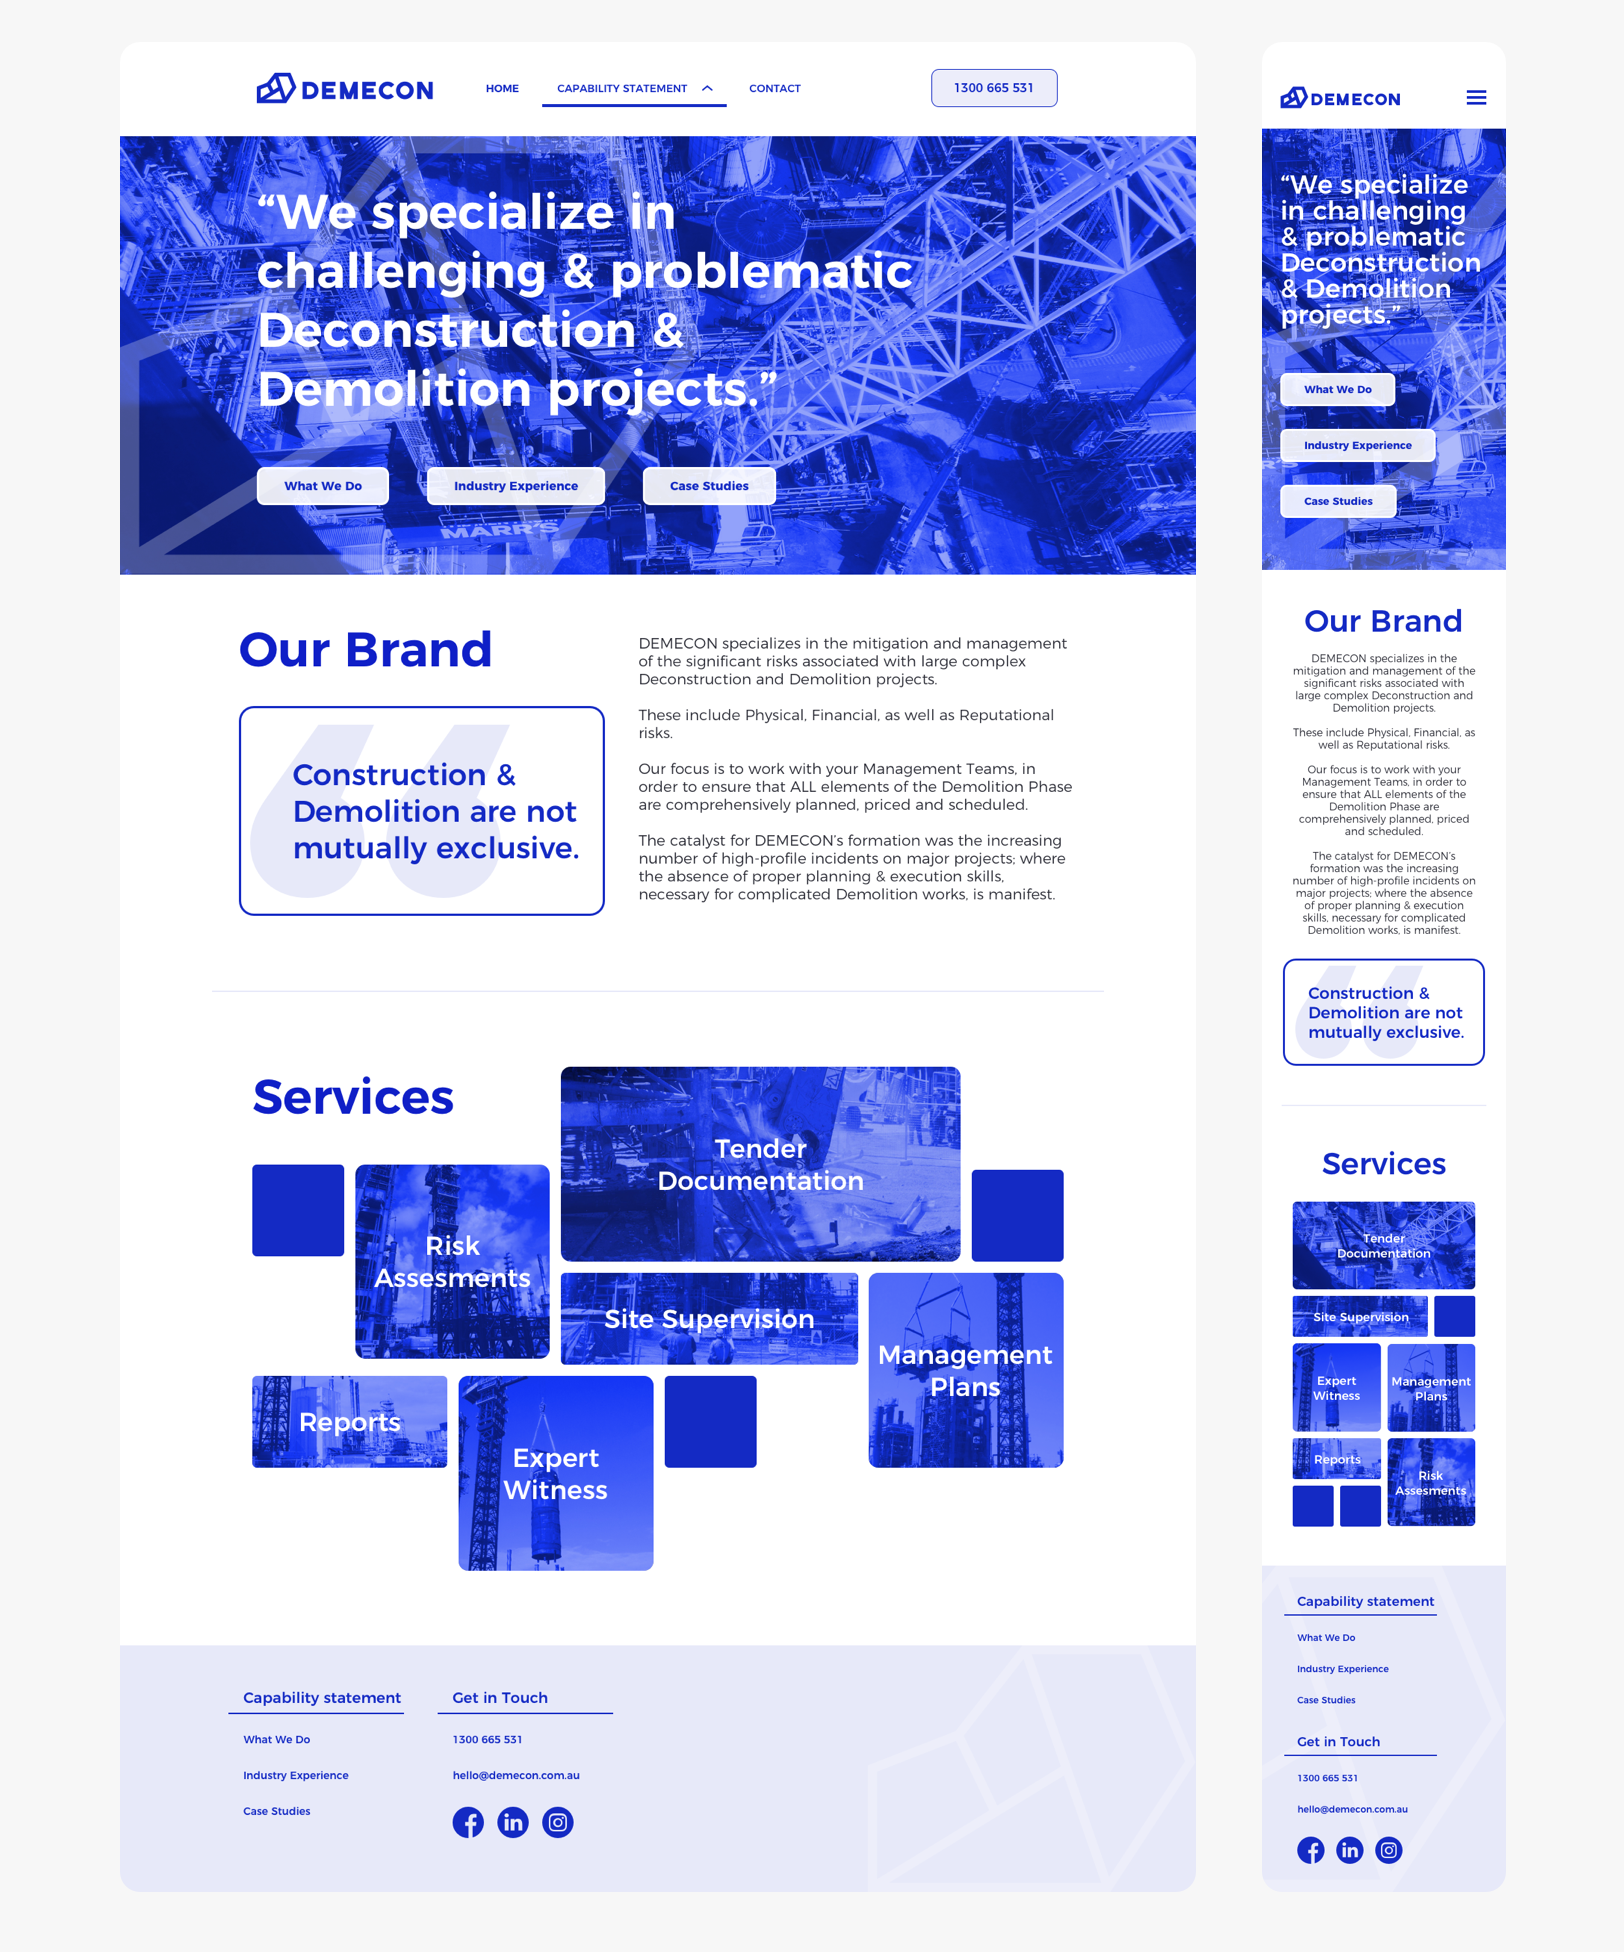 DEMECON
HOME
CAPABILITY STATEMENT
CONTACT
1300 665 531
“We specialize in
challenging & problematic
Deconstruction &
Demolition projects.”
What We Do
Industry Experience
Case Studies
MARR'S
Our Brand
Construction &
Demolition are not
mutually exclusive.
DEMECON specializes in the mitigation and management
of the significant risks associated with large complex
Deconstruction and Demolition projects.
These include Physical, Financial, as well as Reputational
risks.
Our focus is to work with your Management Teams, in
order to ensure that ALL elements of the Demolition Phase
are comprehensively planned, priced and scheduled.
The catalyst for DEMECON’s formation was the increasing
number of high-profile incidents on major projects; where
the absence of proper planning & execution skills,
necessary for complicated Demolition works, is manifest.
Services
Tender
Documentation
Risk
Assesments
Site Supervision
Management
Plans
Reports
Expert
Witness
Capability statement
What We Do
Industry Experience
Case Studies
Get in Touch
1300 665 531
hello@demecon.com.au
DEMECON
“We specialize
in challenging
& problematic
Deconstruction
& Demolition
projects.”
What We Do
Industry Experience
Case Studies
Our Brand
DEMECON specializes in the
mitigation and management of the
significant risks associated with
large complex Deconstruction and
Demolition projects.
These include Physical, Financial, as
well as Reputational risks.
Our focus is to work with your
Management Teams, in order to
ensure that ALL elements of the
Demolition Phase are
comprehensively planned, priced
and scheduled.
The catalyst for DEMECON’s
formation was the increasing
number of high-profile incidents on
major projects; where the absence
of proper planning & execution
skills, necessary for complicated
Demolition works, is manifest.
Construction &
Demolition are not
mutually exclusive.
Services
Tender
Documentation
Site Supervision
Expert
Witness
Management
Plans
Reports
Risk
Assesments
Capability statement
What We Do
Industry Experience
Case Studies
Get in Touch
1300 665 531
hello@demecon.com.au